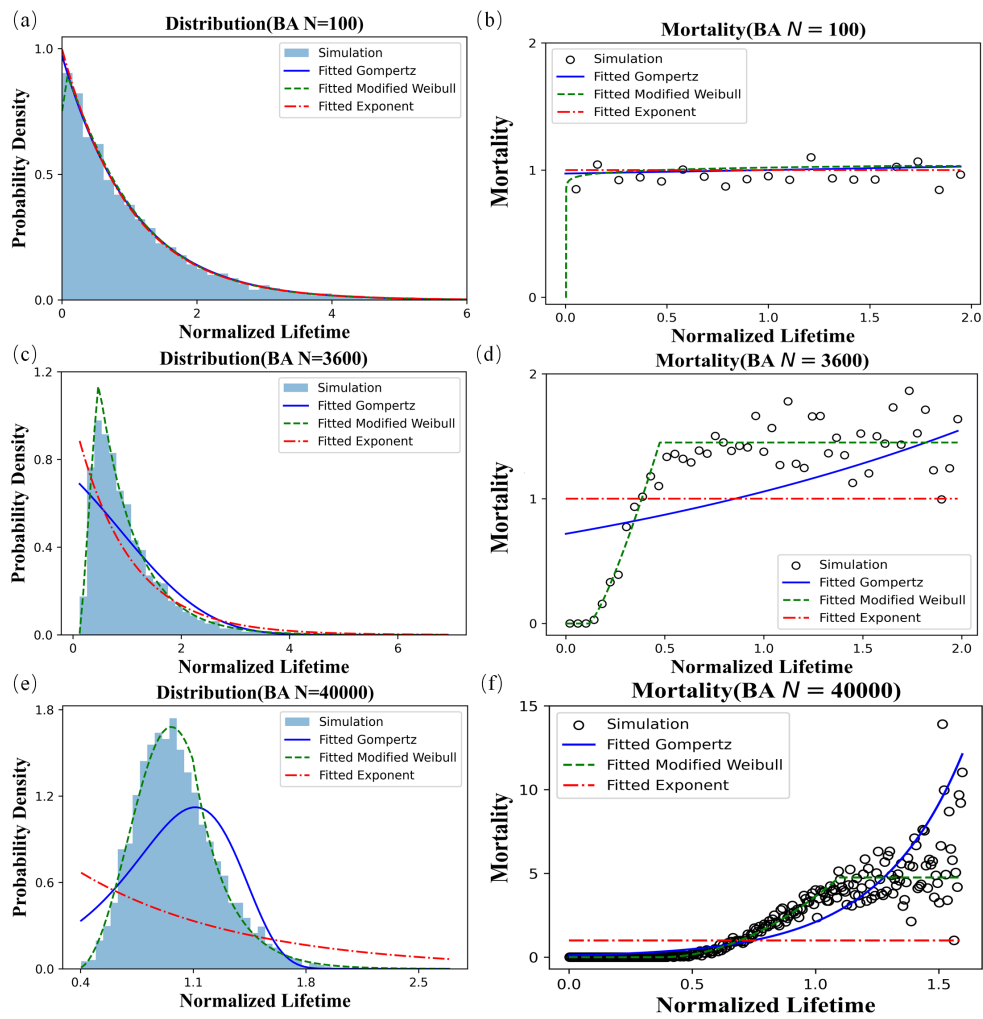 (a)
Distribution(BA N=100)
Probability Density
1.0
0.5
0.0
Simulation
Fitted Gompertz
Fitted Modified Weibull
Fitted Exponent
0 2 4 6
Normalized Lifetime
(b)
Mortality(BA N = 100)
Mortality
2
1
0
Simulation
Fitted Gompertz
Fitted Modified Weibull
Fitted Exponent
0.0 0.5 1.0 1.5 2.0
Normalized Lifetime
(c)
Distribution(BA N=3600)
Probability Density
1.2
0.8
0.4
0.0
Simulation
Fitted Gompertz
Fitted Modified Weibull
Fitted Exponent
0 2 4 6
Normalized Lifetime
(d)
Mortality(BA N = 3600)
Mortality
2
1
0
Simulation
Fitted Gompertz
Fitted Modified Weibull
Fitted Exponent
0.0 0.5 1.0 1.5 2.0
Normalized Lifetime
(e)
Distribution(BA N=40000)
Probability Density
1.8
1.2
0.6
0.0
Simulation
Fitted Gompertz
Fitted Modified Weibull
Fitted Exponent
0.4 1.1 1.8 2.5
Normalized Lifetime
(f)
Mortality(BA N = 40000)
Mortality
15
10
5
0
Simulation
Fitted Gompertz
Fitted Modified Weibull
Fitted Exponent
0.0 0.5 1.0 1.5
Normalized Lifetime